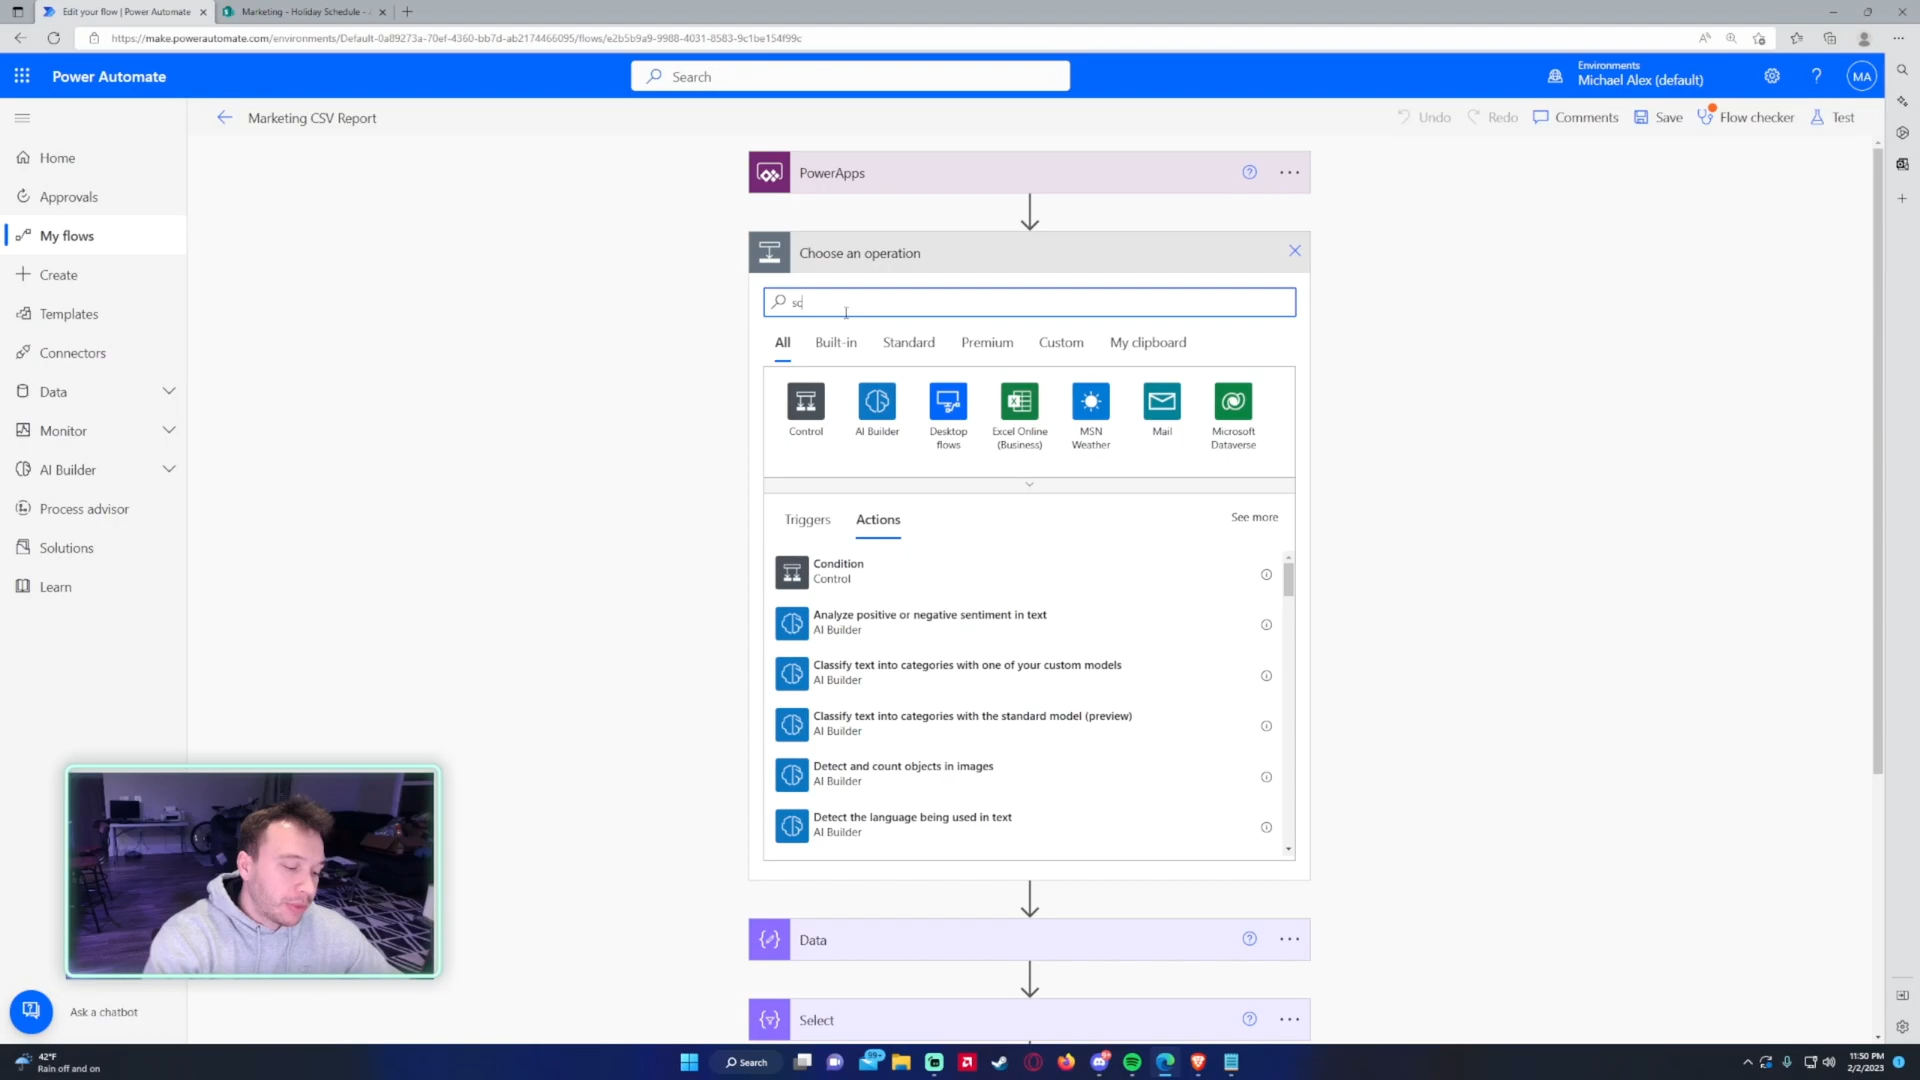 Edit your flow | Power Automate
Marketing - Holiday Schedule -
https://make.powerautomate.com/environments/Default-0a89273a-70ef-4360-bb7d-ab2174466095/flows/e2b5b9a9-9988-4031-8583-9c1be154f99c
Power Automate
Search
Environments
Michael Alex (default)
MA
Marketing CSV Report
Undo
Redo
Comments
Save
Flow checker
Test
Home
Approvals
My flows
Create
Templates
Connectors
Data
Monitor
AI Builder
Process advisor
Solutions
Learn
Ask a chatbot
PowerApps
Choose an operation
sc
All
Built-in
Standard
Premium
Custom
My clipboard
Control
AI Builder
Desktop
flows
Excel Online
(Business)
MSN
Weather
Mail
Microsoft
Dataverse
Triggers
Actions
See more
Condition
Control
Analyze positive or negative sentiment in text
AI Builder
Classify text into categories with one of your custom models
AI Builder
Classify text into categories with the standard model (preview)
AI Builder
Detect and count objects in images
AI Builder
Detect the language being used in text
AI Builder
Data
Select
42°F
Rain off and on
Search
99+
11:50 PM
2/2/2023